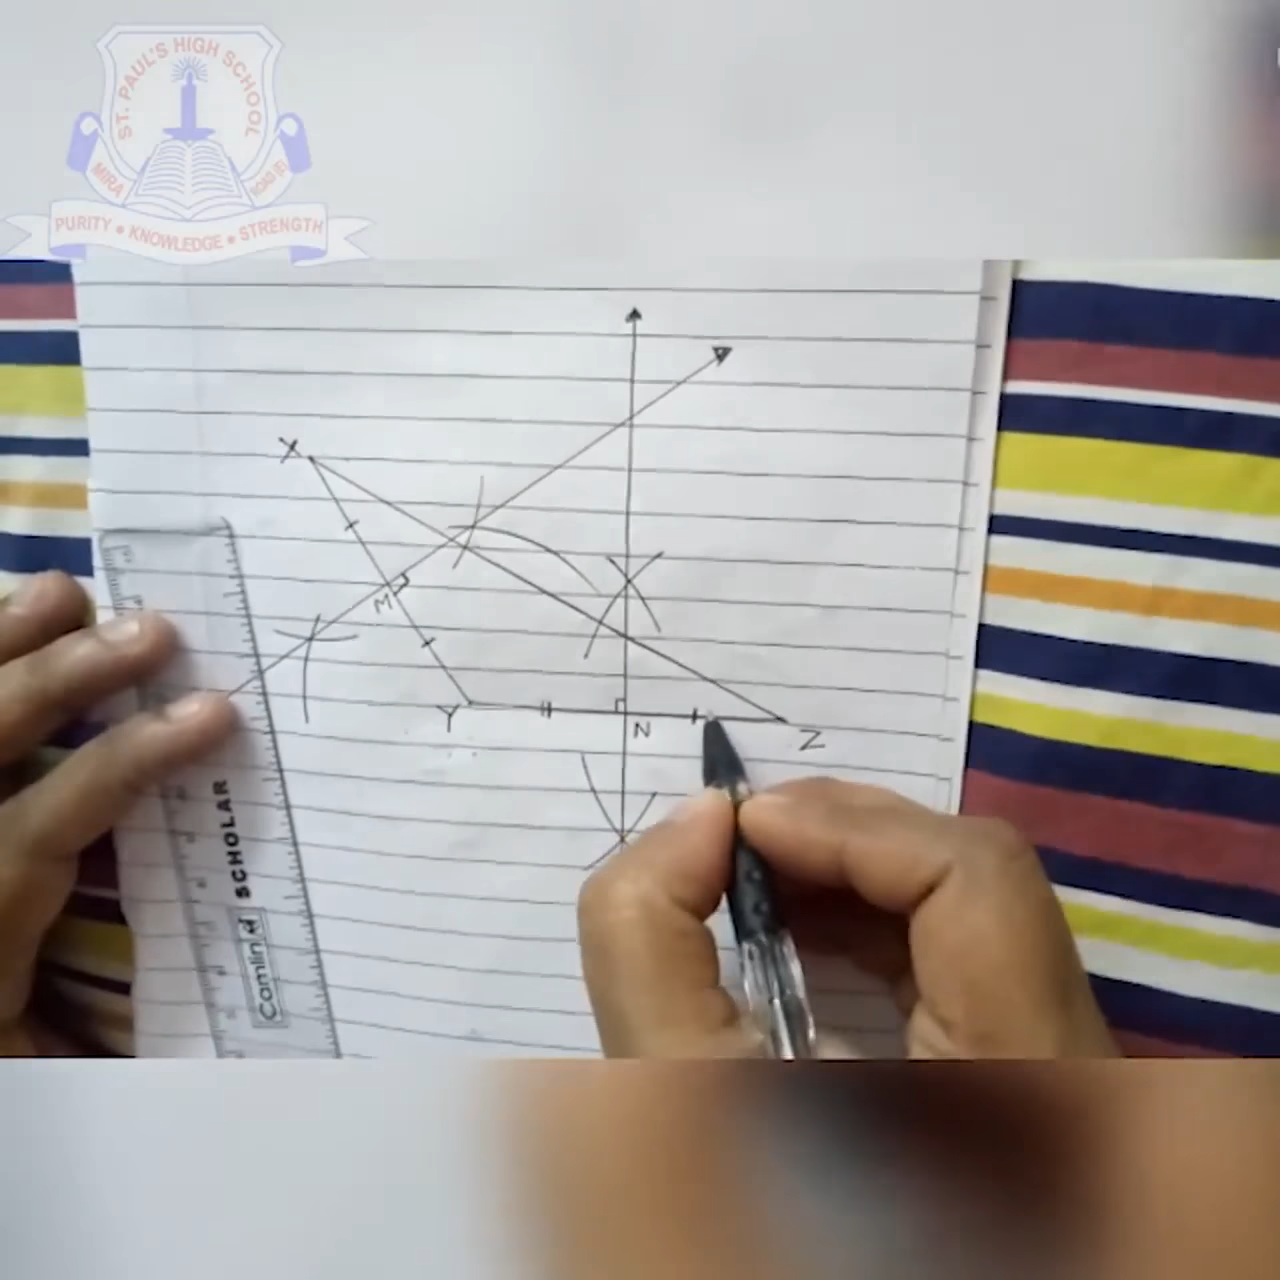 ST. PAUL'S HIGH SCHOOL
MIRA ROAD (E)
PURITY • KNOWLEDGE • STRENGTH
X
M
Y
N
Z
Camlin SCHOLAR